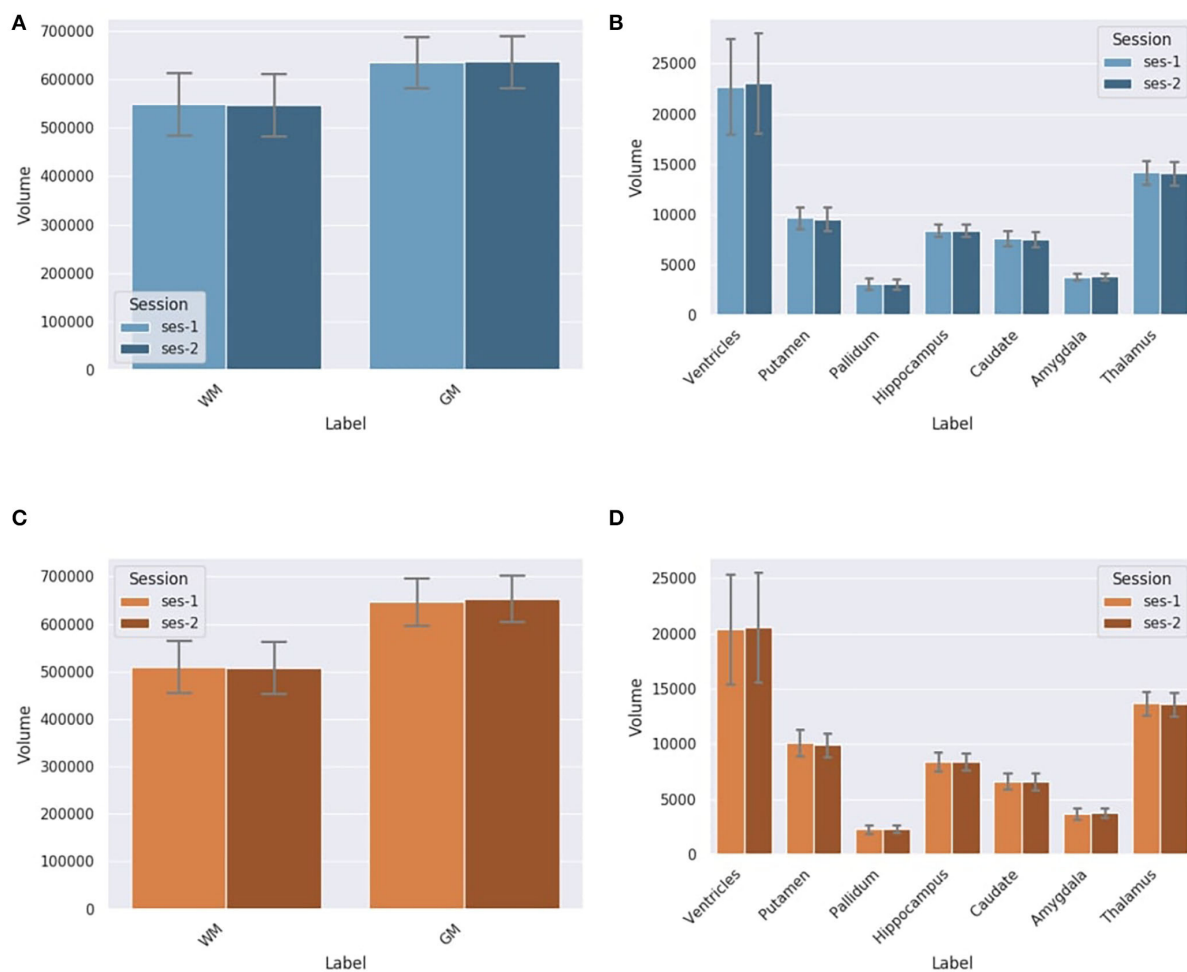 A
700000
600000
500000
400000
300000
200000
100000
0
Volume
Session
ses-1
ses-2
WM
GM
Label
B
25000
20000
15000
10000
5000
0
Volume
Session
ses-1
ses-2
Ventricles
Putamen
Pallidum
Hippocampus
Caudate
Amygdala
Thalamus
Label
C
700000
600000
500000
400000
300000
200000
100000
0
Volume
Session
ses-1
ses-2
WM
GM
Label
D
25000
20000
15000
10000
5000
0
Volume
Session
ses-1
ses-2
Ventricles
Putamen
Pallidum
Hippocampus
Caudate
Amygdala
Thalamus
Label